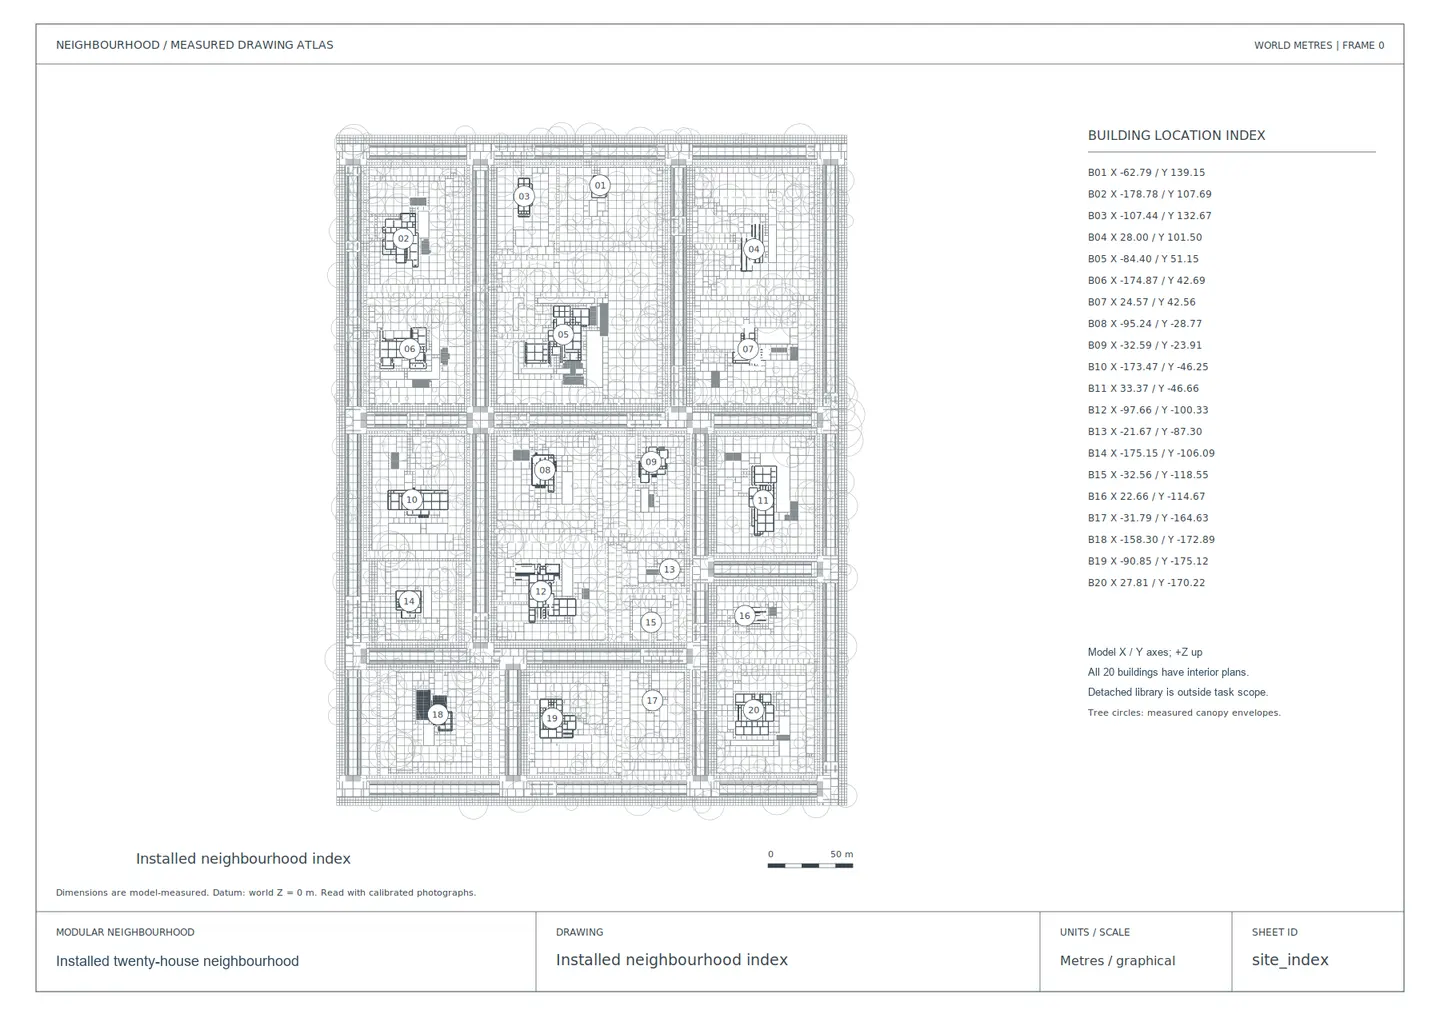 NEIGHBOURHOOD / MEASURED DRAWING ATLAS
WORLD METRES | FRAME 0
BUILDING LOCATION INDEX
B01 X -62.79 / Y 139.15
B02 X -178.78 / Y 107.69
B03 X -107.44 / Y 132.67
B04 X 28.00 / Y 101.50
B05 X -84.40 / Y 51.15
B06 X -174.87 / Y 42.69
B07 X 24.57 / Y 42.56
B08 X -95.24 / Y -28.77
B09 X -32.59 / Y -23.91
B10 X -173.47 / Y -46.25
B11 X 33.37 / Y -46.66
B12 X -97.66 / Y -100.33
B13 X -21.67 / Y -87.30
B14 X -175.15 / Y -106.09
B15 X -32.56 / Y -118.55
B16 X 22.66 / Y -114.67
B17 X -31.79 / Y -164.63
B18 X -158.30 / Y -172.89
B19 X -90.85 / Y -175.12
B20 X 27.81 / Y -170.22
Model X / Y axes; +Z up
All 20 buildings have interior plans.
Detached library is outside task scope.
Tree circles: measured canopy envelopes.
01
03
02
04
05
06
07
09
08
10
11
13
12
14
15
16
17
20
18
19
Installed neighbourhood index
0 50 m
Dimensions are model-measured. Datum: world Z = 0 m. Read with calibrated photographs.
MODULAR NEIGHBOURHOOD
Installed twenty-house neighbourhood
DRAWING
Installed neighbourhood index
UNITS / SCALE
Metres / graphical
SHEET ID
site_index